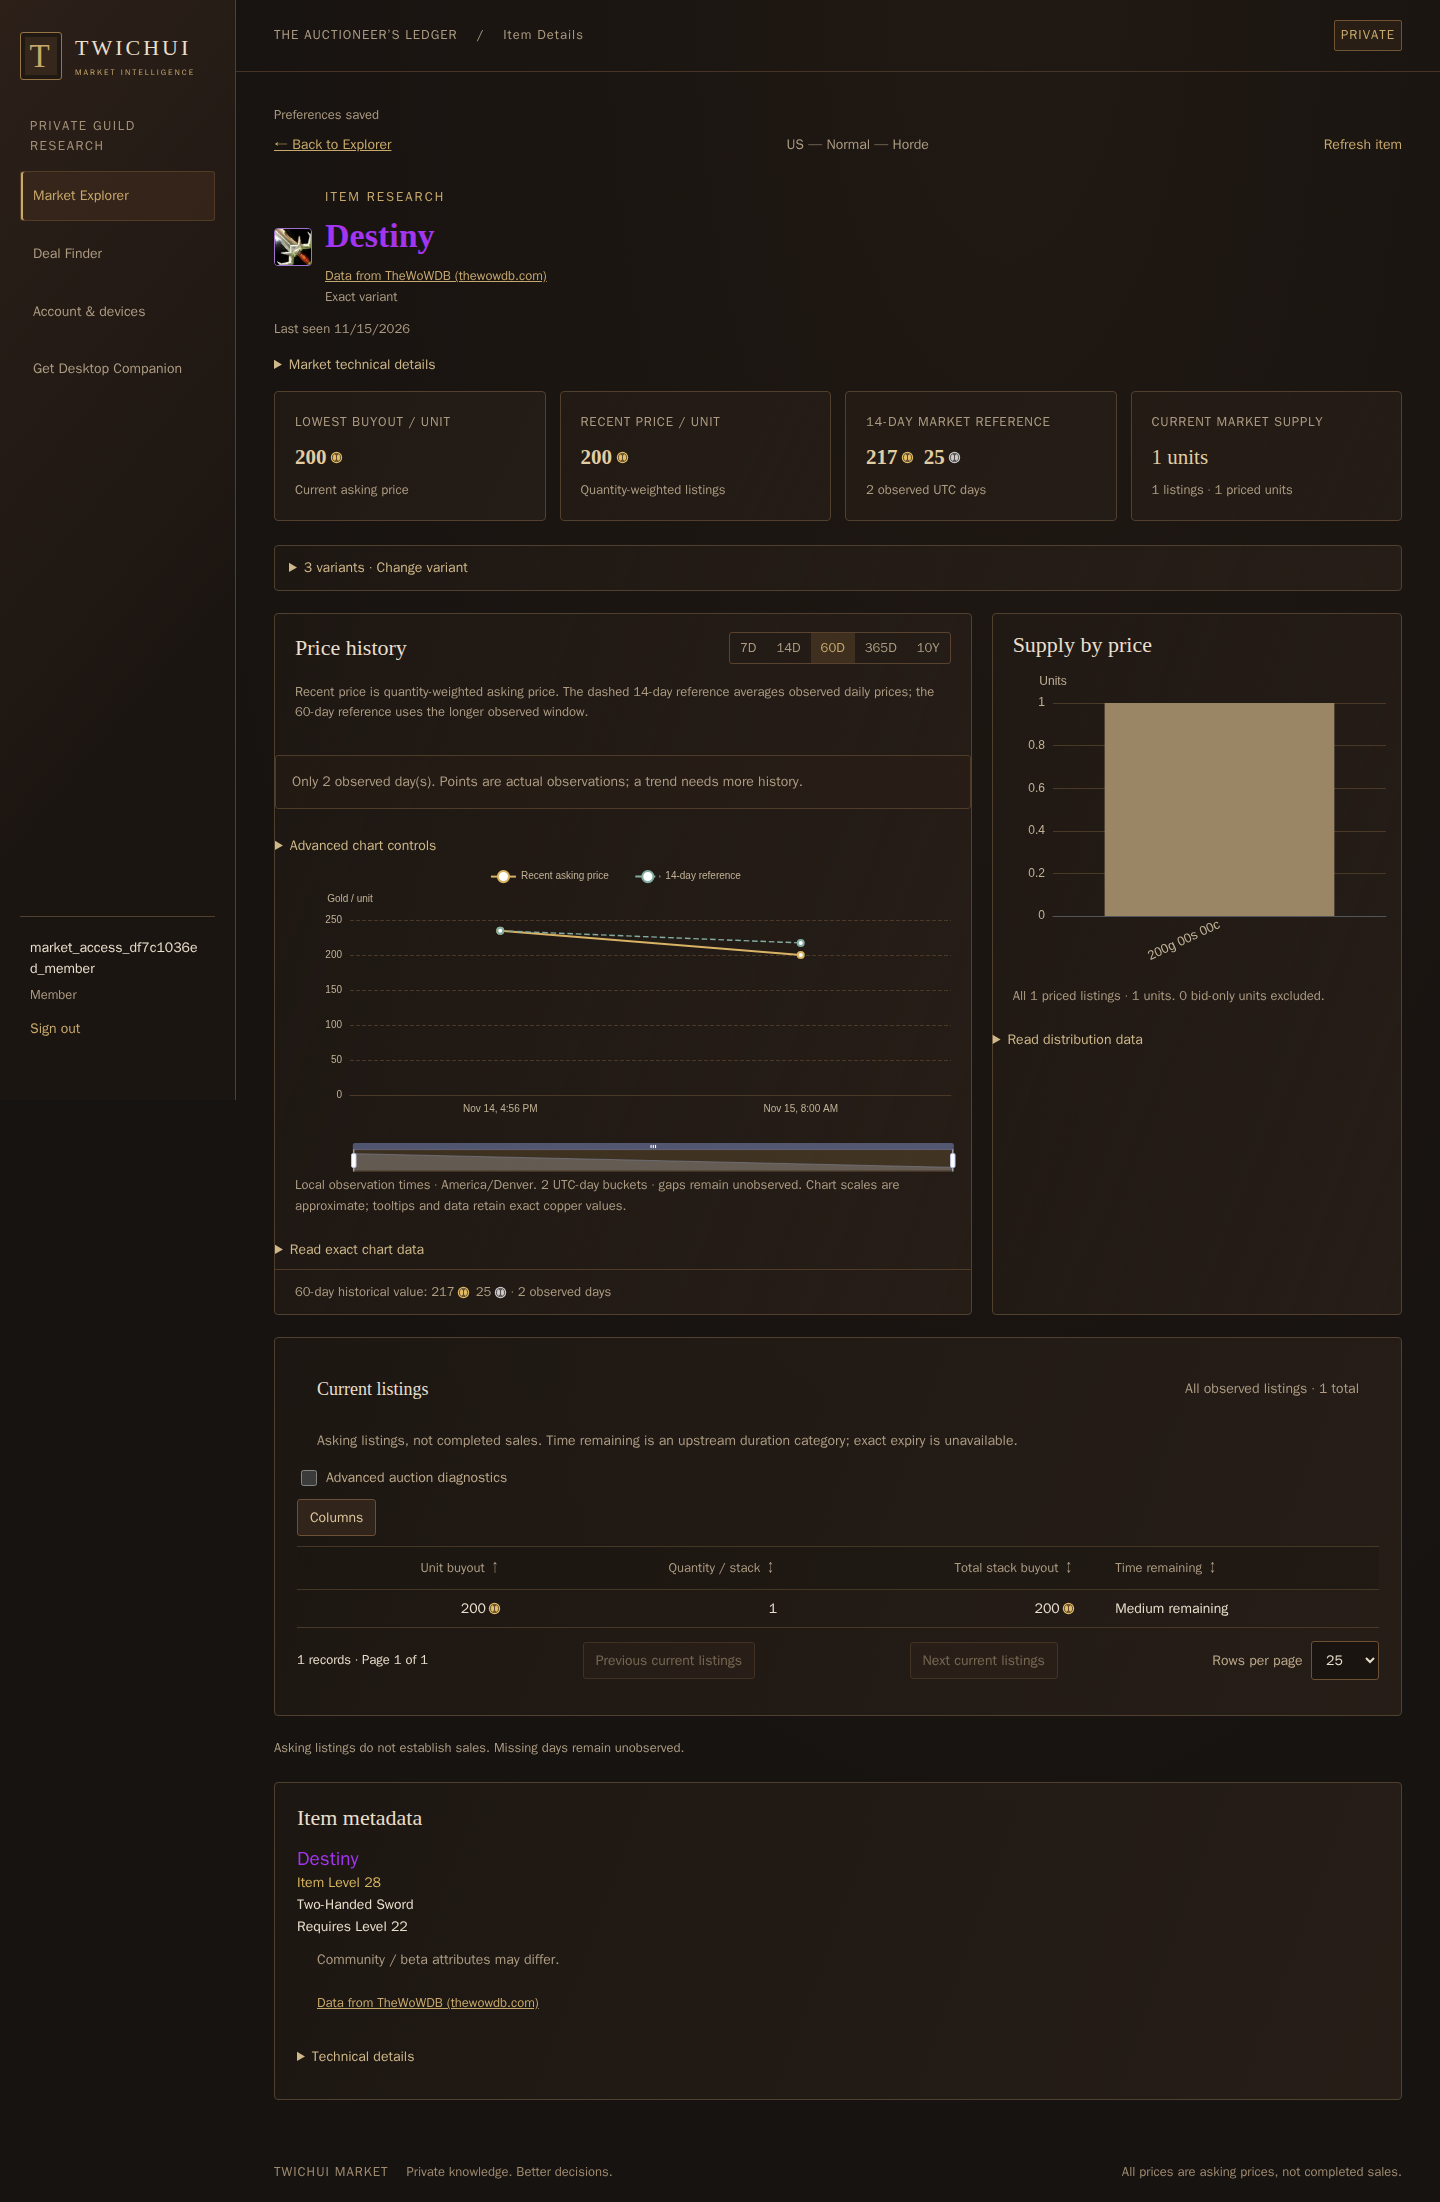 T
TWICHUI
MARKET INTELLIGENCE
PRIVATE GUILD
RESEARCH
Market Explorer
Deal Finder
Account & devices
Get Desktop Companion
market_access_df7c1036e
d_member
Member
Sign out
THE AUCTIONEER'S LEDGER / Item Details
PRIVATE
Preferences saved
← Back to Explorer
US — Normal — Horde
Refresh item
ITEM RESEARCH
Destiny
Data from TheWoWDB (thewowdb.com)
Exact variant
Last seen 11/15/2026
▶ Market technical details
LOWEST BUYOUT / UNIT
200
Current asking price
RECENT PRICE / UNIT
200
Quantity-weighted listings
14-DAY MARKET REFERENCE
217 25
2 observed UTC days
CURRENT MARKET SUPPLY
1 units
1 listings · 1 priced units
▶ 3 variants · Change variant
Price history
7D 14D 60D 365D 10Y
Recent price is quantity-weighted asking price. The dashed 14-day reference averages observed daily prices; the
60-day reference uses the longer observed window.
Only 2 observed day(s). Points are actual observations; a trend needs more history.
▶ Advanced chart controls
Recent asking price
14-day reference
Gold / unit
250
200
150
100
50
0
Nov 14, 4:56 PM
Nov 15, 8:00 AM
Local observation times · America/Denver. 2 UTC-day buckets · gaps remain unobserved. Chart scales are
approximate; tooltips and data retain exact copper values.
▶ Read exact chart data
60-day historical value: 217 25 · 2 observed days
Supply by price
Units
1
0.8
0.6
0.4
0.2
0
200g 00s 00c
All 1 priced listings · 1 units. 0 bid-only units excluded.
▶ Read distribution data
Current listings
All observed listings · 1 total
Asking listings, not completed sales. Time remaining is an upstream duration category; exact expiry is unavailable.
Advanced auction diagnostics
Columns
Unit buyout ↑ Quantity / stack ↕ Total stack buyout ↕ Time remaining ↕
200 1 200 Medium remaining
1 records · Page 1 of 1
Previous current listings
Next current listings
Rows per page 25
Asking listings do not establish sales. Missing days remain unobserved.
Item metadata
Destiny
Item Level 28
Two-Handed Sword
Requires Level 22
Community / beta attributes may differ.
Data from TheWoWDB (thewowdb.com)
▶ Technical details
TWICHUI MARKET Private knowledge. Better decisions.
All prices are asking prices, not completed sales.